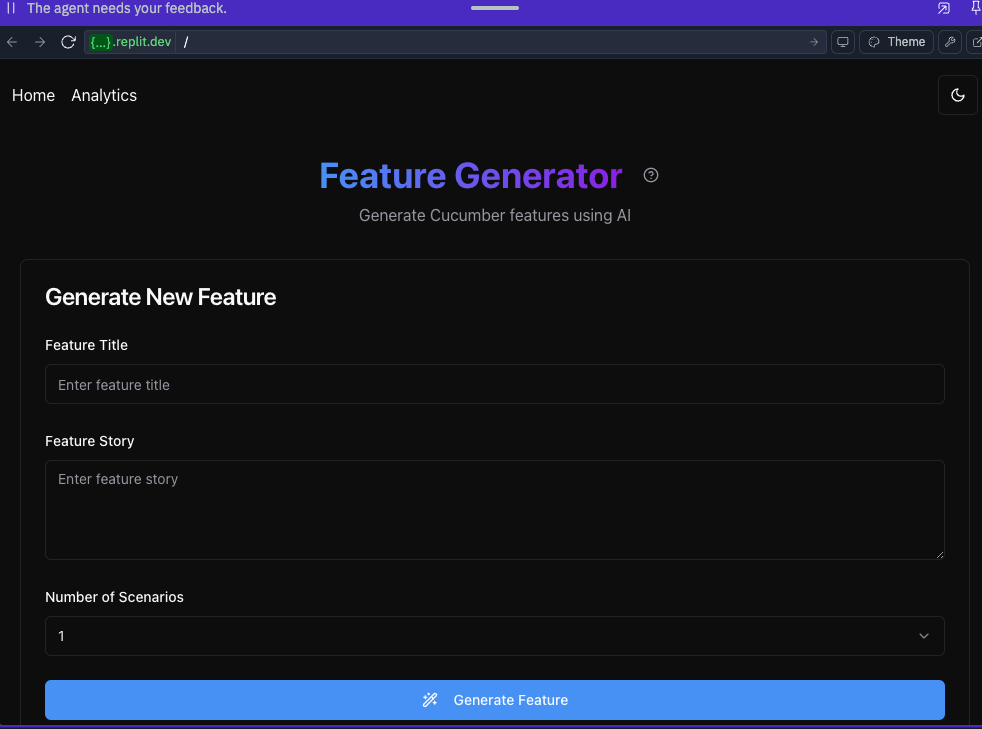 The agent needs your feedback.
{...}.replit.dev /
Theme
Home Analytics
Feature Generator
Generate Cucumber features using AI
Generate New Feature
Feature Title
Enter feature title
Feature Story
Enter feature story
Number of Scenarios
1
Generate Feature